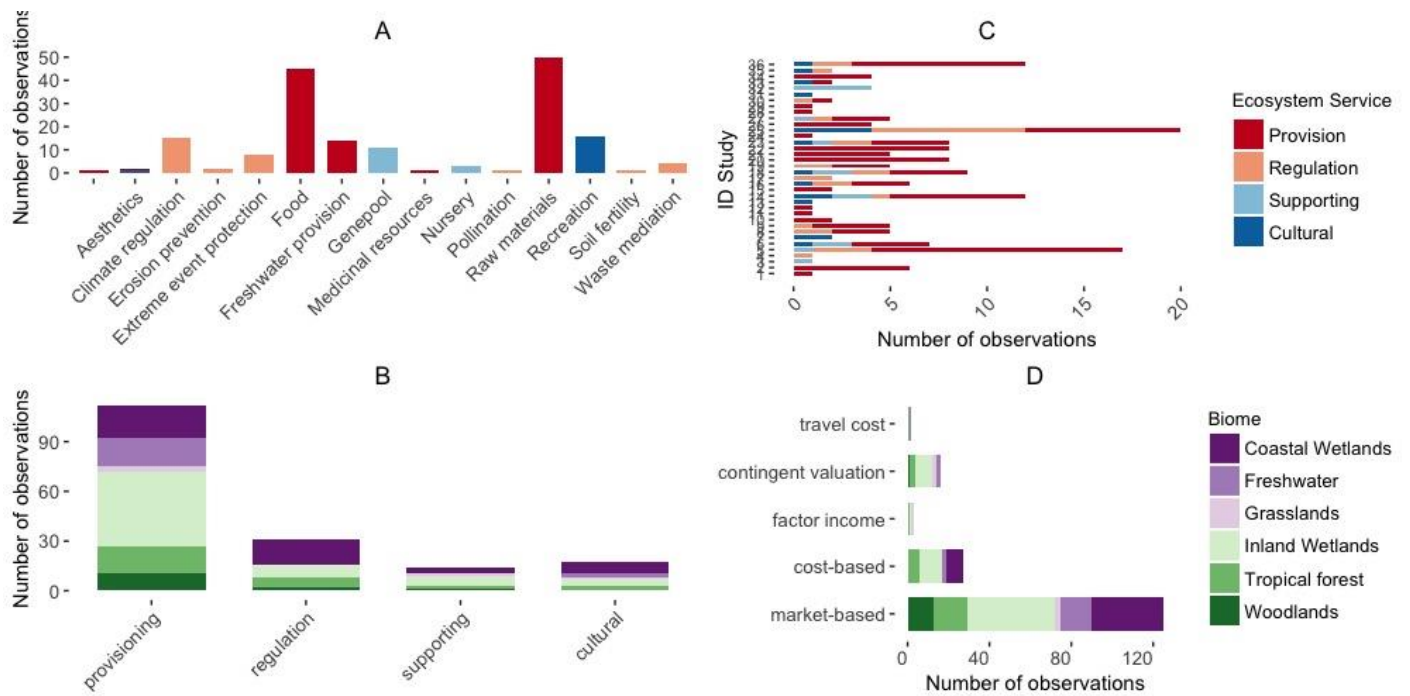 A
Number of observations
50
40
30
20
10
0
Aesthetics
Climate regulation
Erosion prevention
Extreme event protection
Food
Freshwater provision
Genepool
Medicinal resources
Nursery
Pollination
Raw materials
Recreation
Soil fertility
Waste mediation
C
ID Study
36
0
5
10
15
20
Number of observations
Ecosystem Service
Provision
Regulation
Supporting
Cultural
B
Number of observations
90
60
30
0
provisioning
regulation
supporting
cultural
D
travel cost
contingent valuation
factor income
cost-based
market-based
0
40
80
120
Number of observations
Biome
Coastal Wetlands
Freshwater
Grasslands
Inland Wetlands
Tropical forest
Woodlands